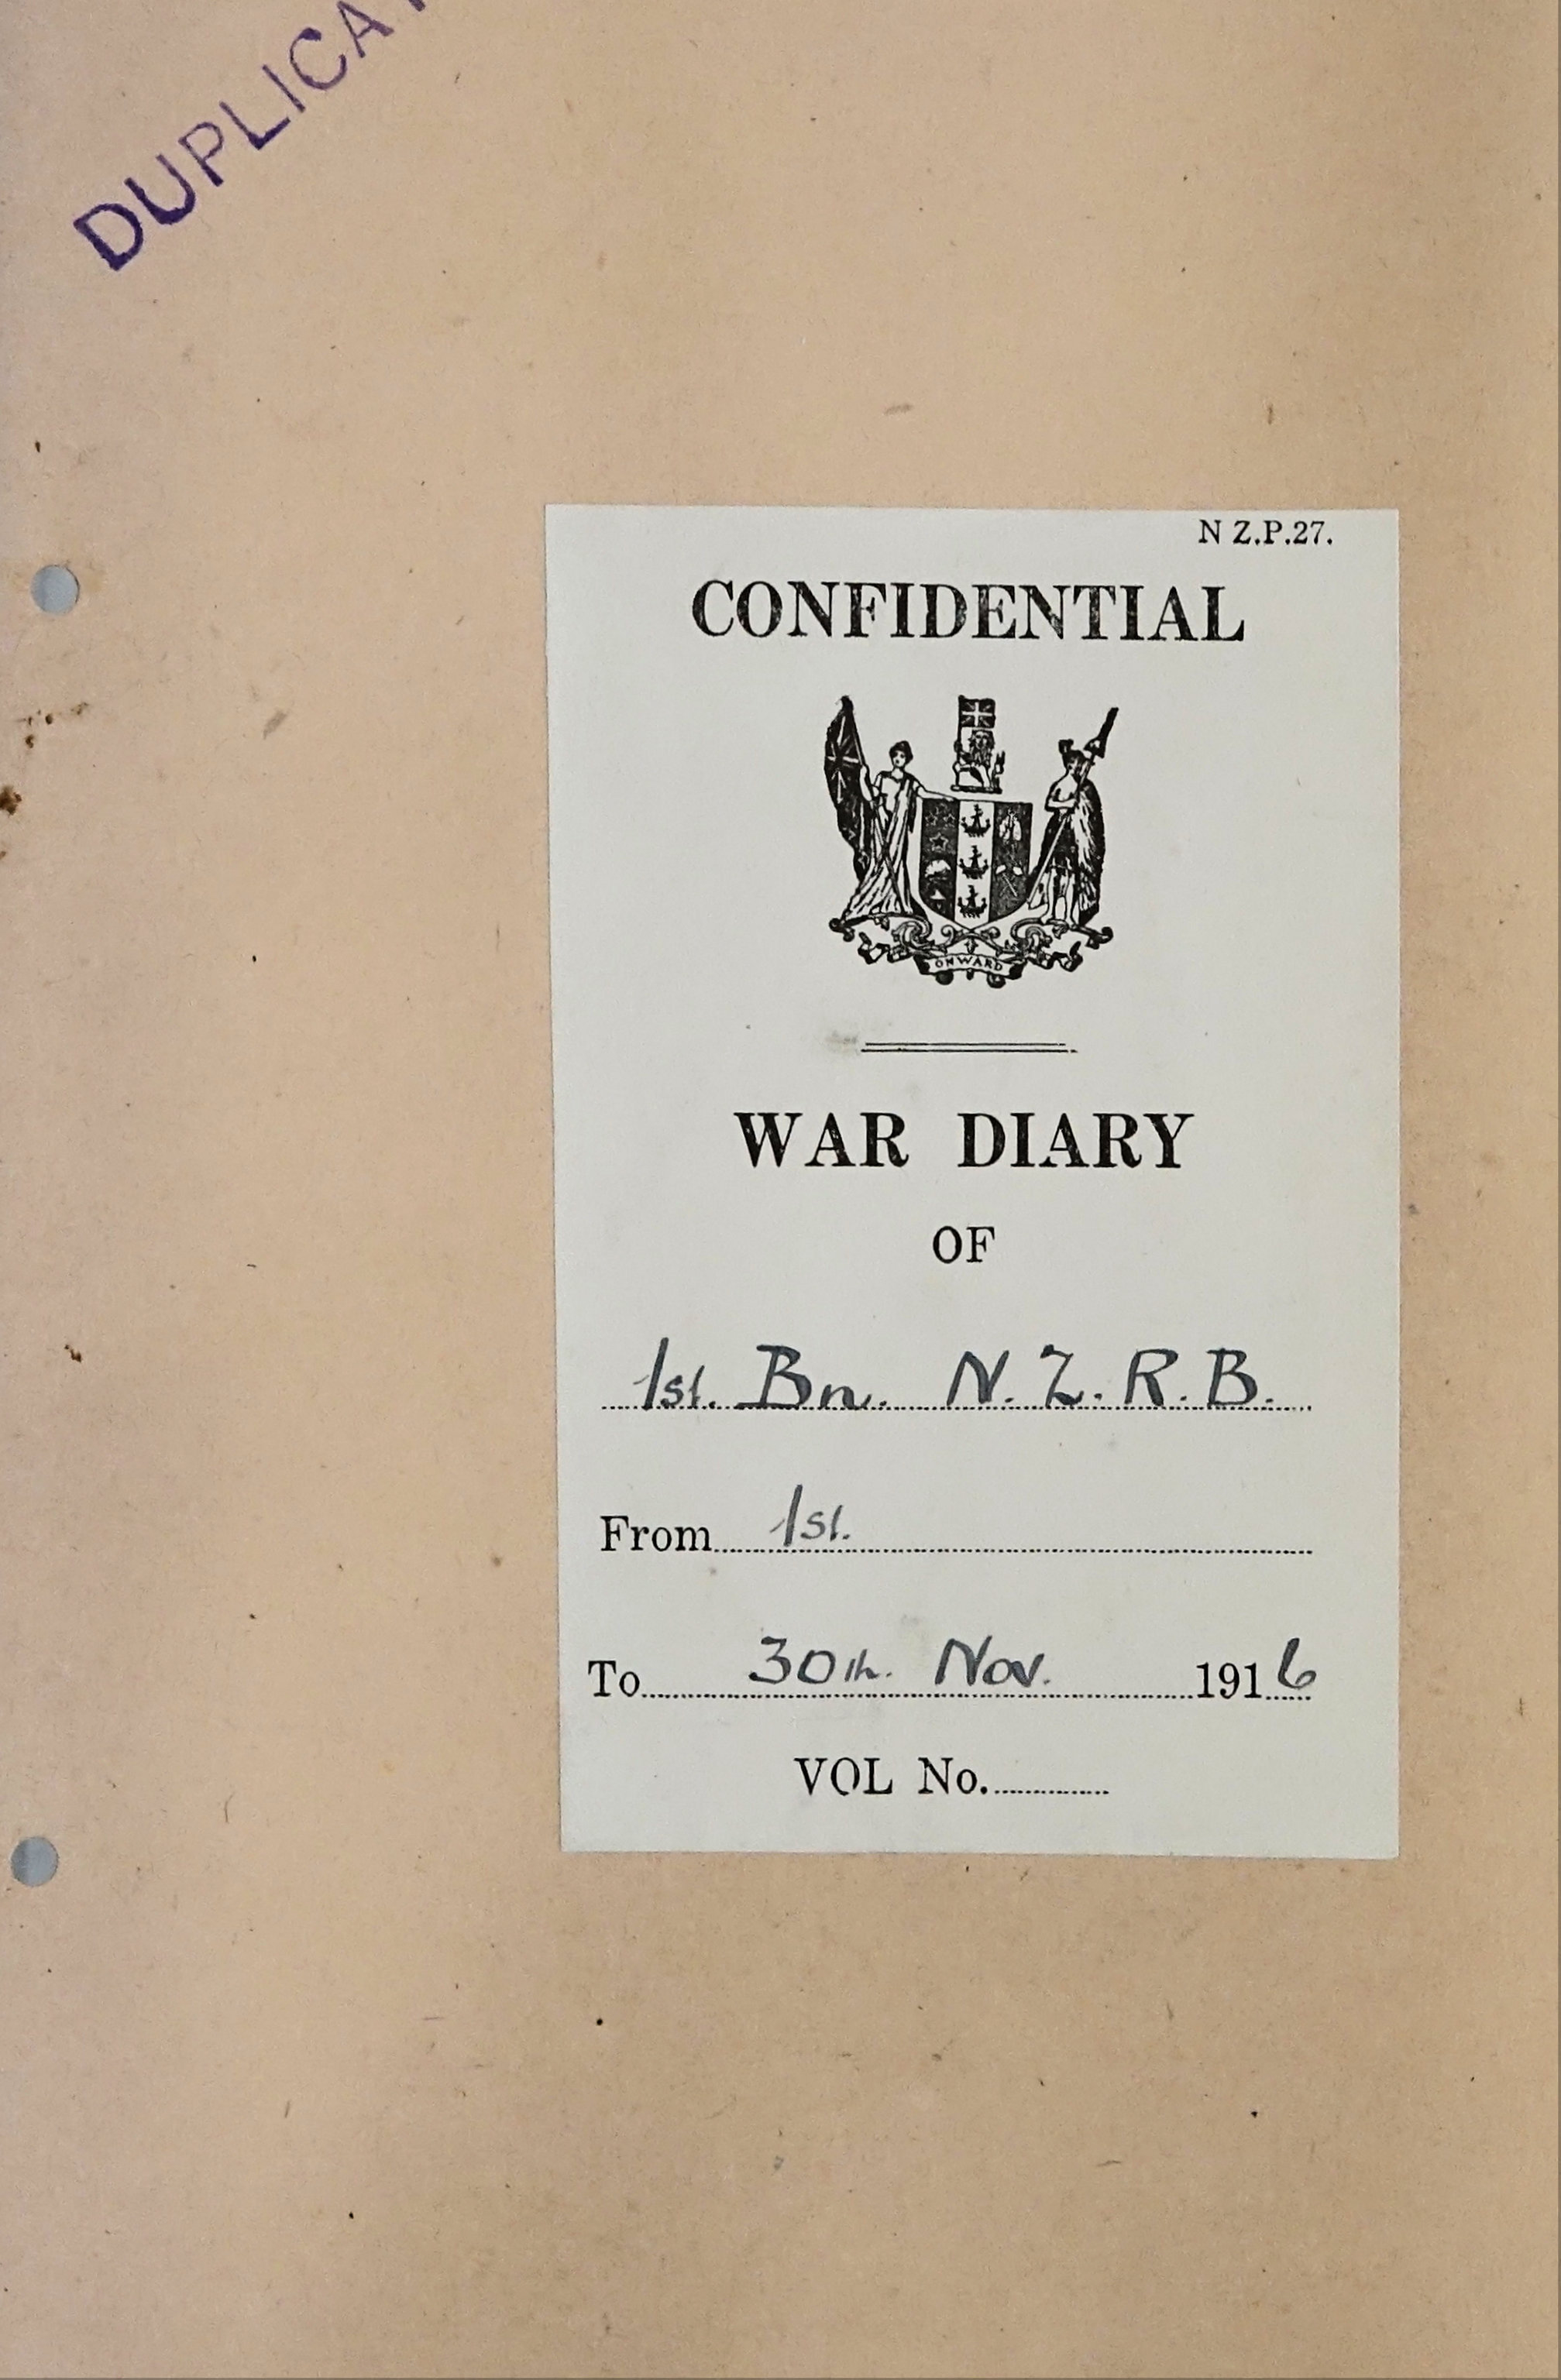 DUPLICA
N Z.P.27.
CONFIDENTIAL
ONWARD
WAR DIARY
OF
1st. Bn. N.Z.R.B.
From 1st.
To 30th. Nov. 1916
VOL No.